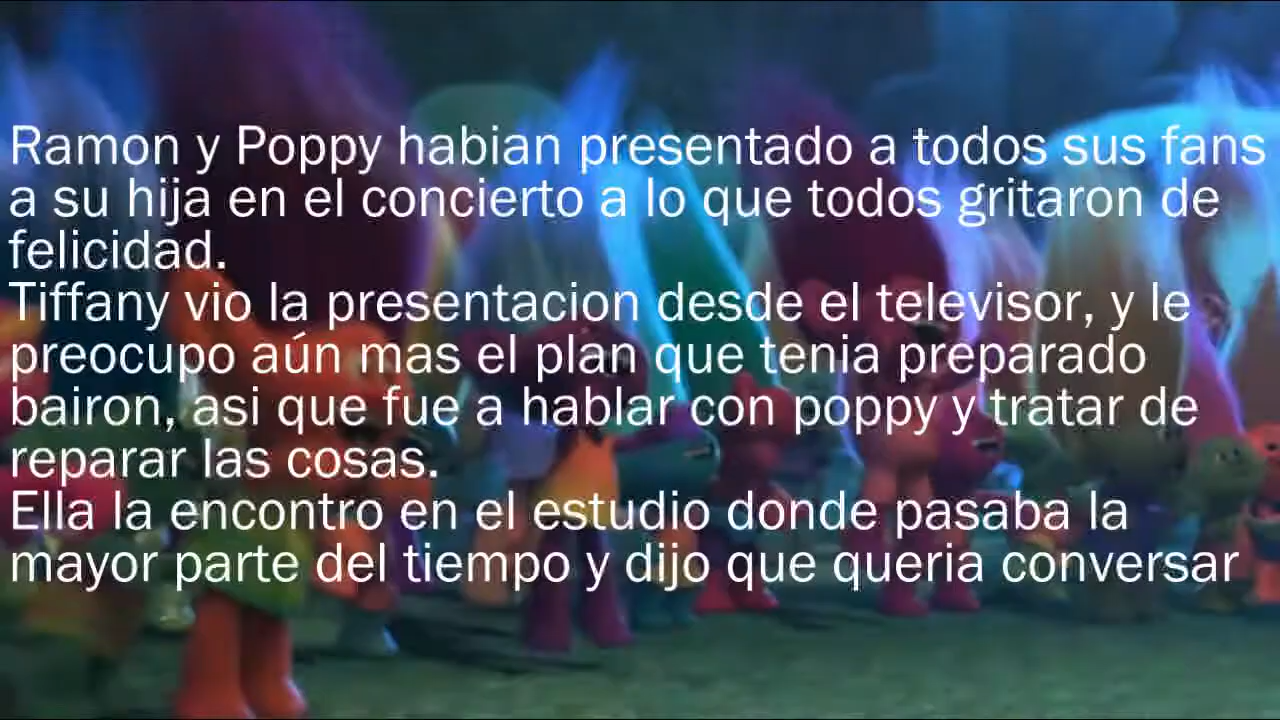 Ramon y Poppy habian presentado a todos sus fans
a su hija en el concierto a lo que todos gritaron de
felicidad.
Tiffany vio la presentacion desde el televisor, y le
preocupo aún mas el plan que tenia preparado
bairon, asi que fue a hablar con poppy y tratar de
reparar las cosas.
Ella la encontro en el estudio donde pasaba la
mayor parte del tiempo y dijo que queria conversar